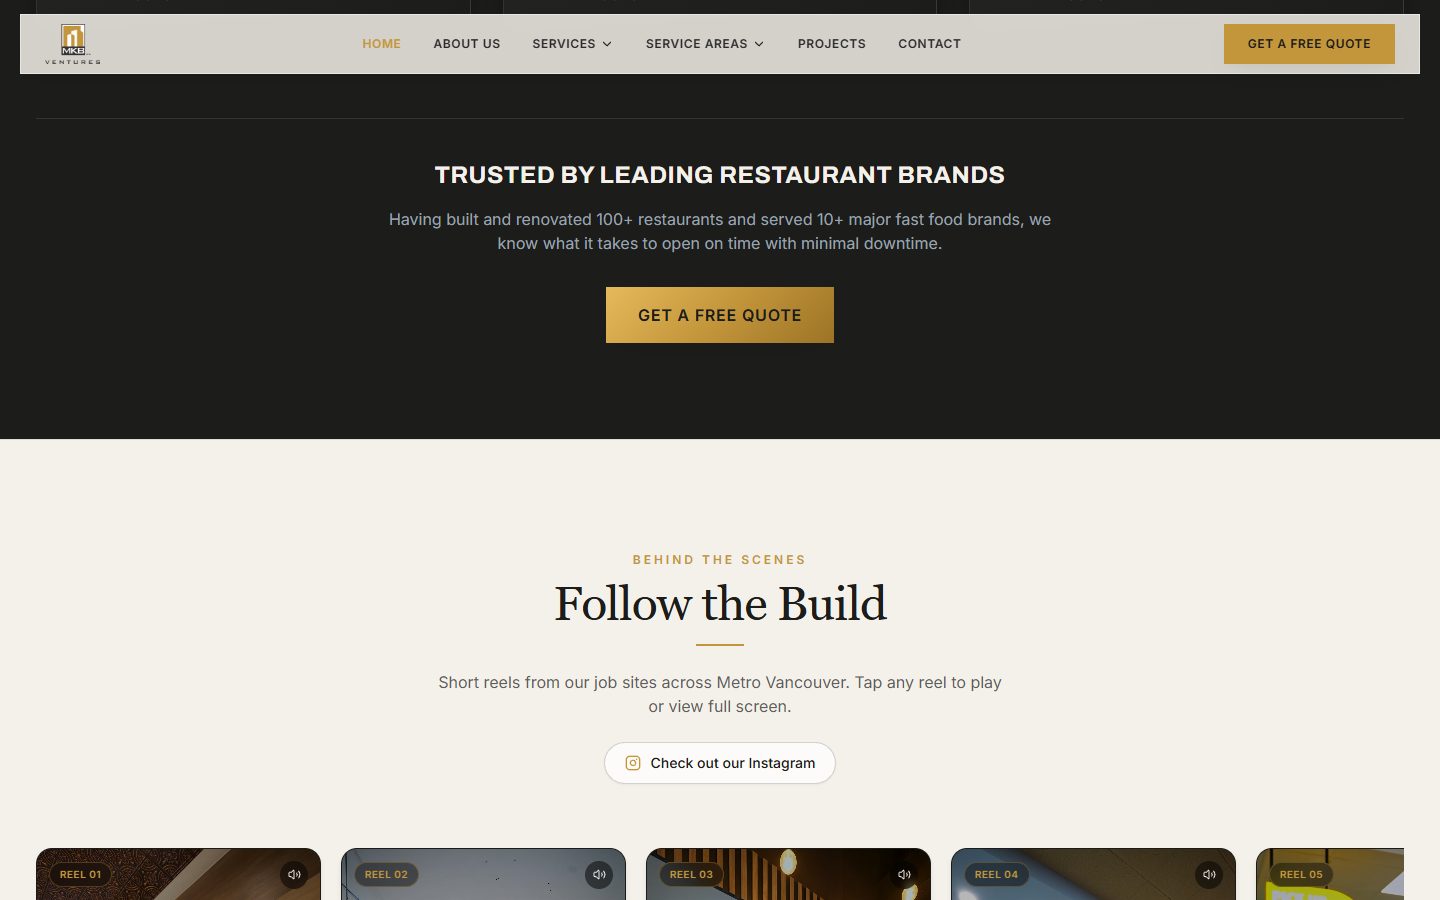 MKB
VENTURES
HOME
ABOUT US
SERVICES
SERVICE AREAS
PROJECTS
CONTACT
GET A FREE QUOTE
TRUSTED BY LEADING RESTAURANT BRANDS
Having built and renovated 100+ restaurants and served 10+ major fast food brands, we
know what it takes to open on time with minimal downtime.
GET A FREE QUOTE
BEHIND THE SCENES
Follow the Build
Short reels from our job sites across Metro Vancouver. Tap any reel to play
or view full screen.
Check out our Instagram
REEL 01
REEL 02
REEL 03
REEL 04
REEL 05